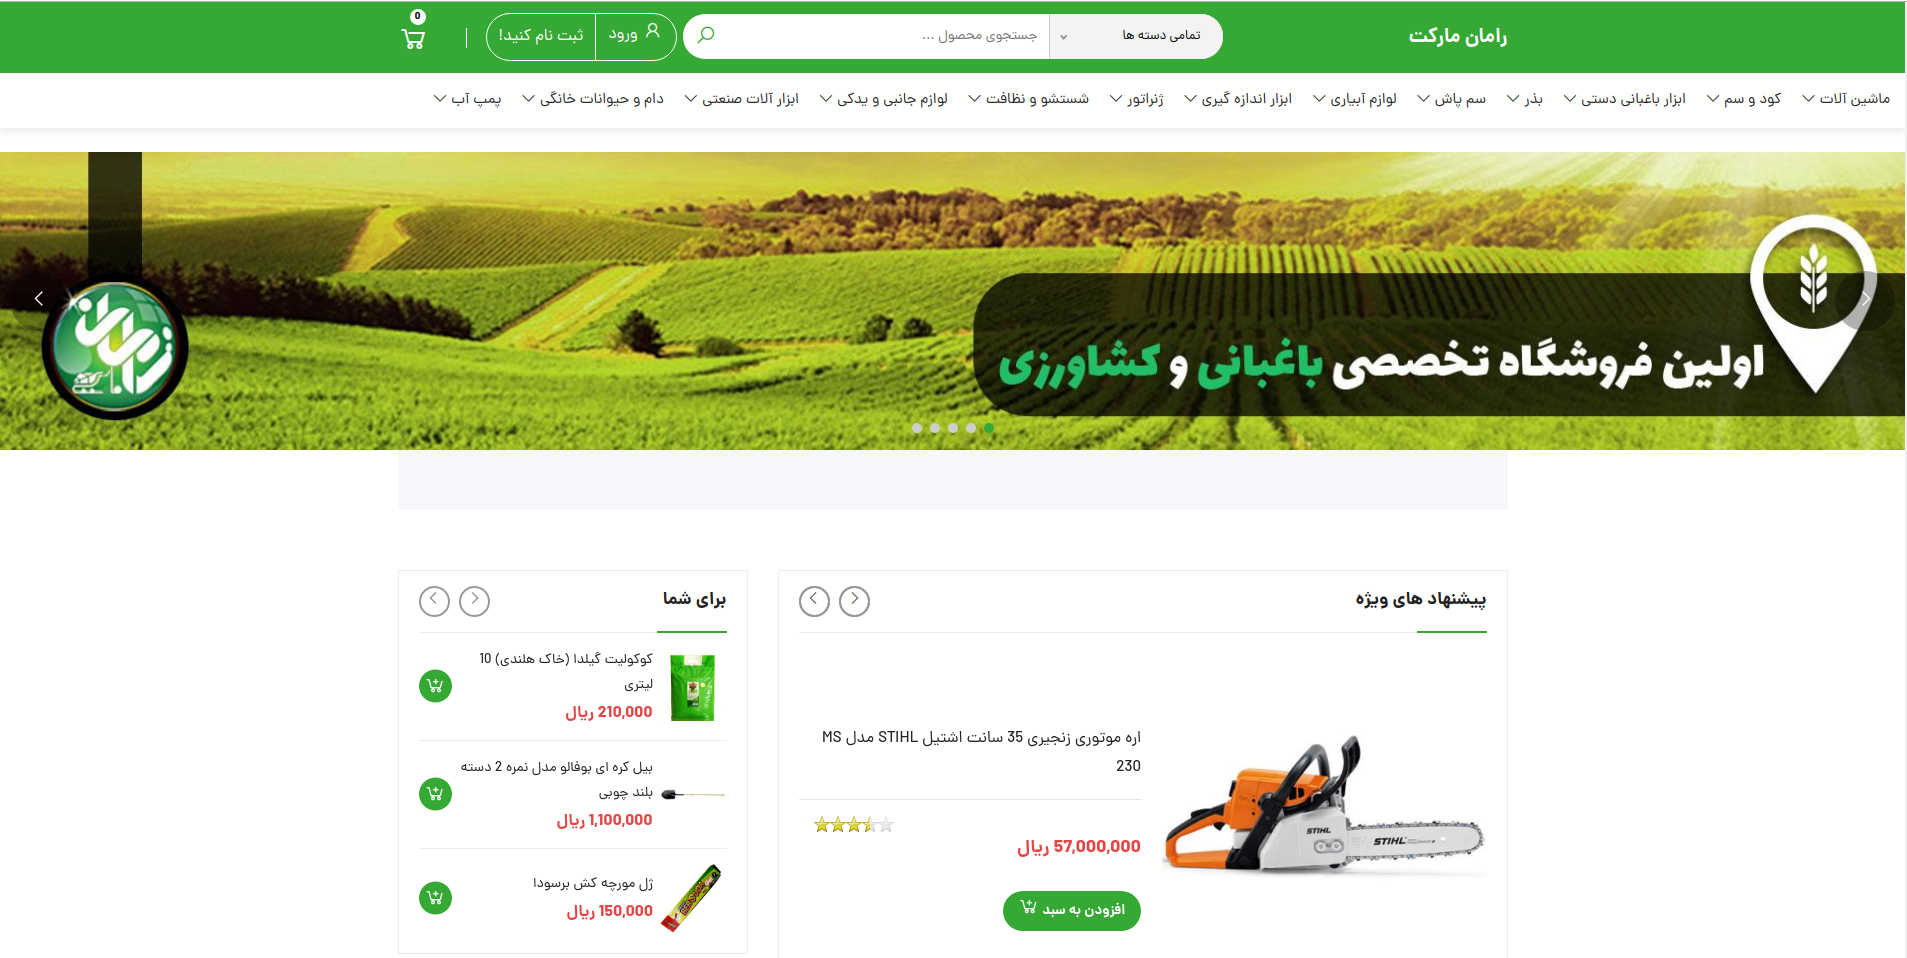 رامان مارکت
تمامی دسته ها
جستجوی محصول ...
ورود
ثبت نام کنید!
0
ماشین آلات
کود و سم
ابزار باغبانی دستی
بذر
سم پاش
لوازم آبیاری
ابزار اندازه گیری
ژنراتور
شستشو و نظافت
لوازم جانبی و یدکی
ابزار آلات صنعتی
دام و حیوانات خانگی
پمپ آب
اولین فروشگاه تخصصی باغبانی و کشاورزی
پیشنهاد های ویژه
اره موتوری زنجیری 35 سانت اشتیل STIHL مدل MS
230
57,000,000 ریال
افزودن به سبد
STIHL
STIHL
برای شما
کوکولیت گیلدا (خاک هلندی) 10
لیتری
210,000 ریال
بیل کره ای بوفالو مدل نمره 2 دسته
بلند چوبی
1,100,000 ریال
ژل مورچه کش برسودا
150,000 ریال